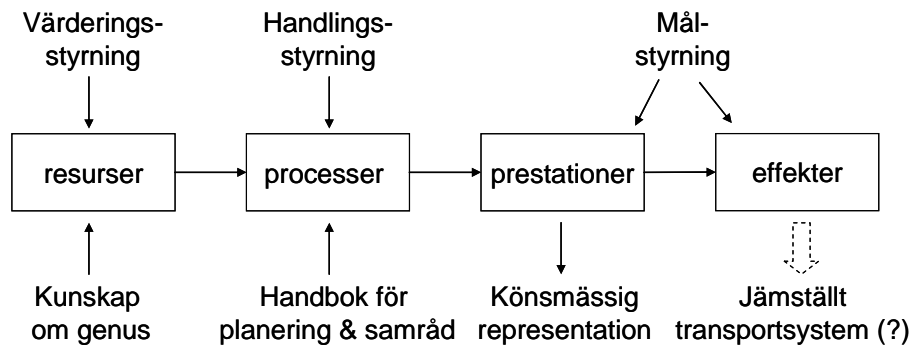 Värderings-
styrning
Handlings-
styrning
Mål-
styrning
resurser
processer
prestationer
effekter
Kunskap
om genus
Handbok för
planering & samråd
Könsmässig
representation
Jämställt
transportsystem (?)